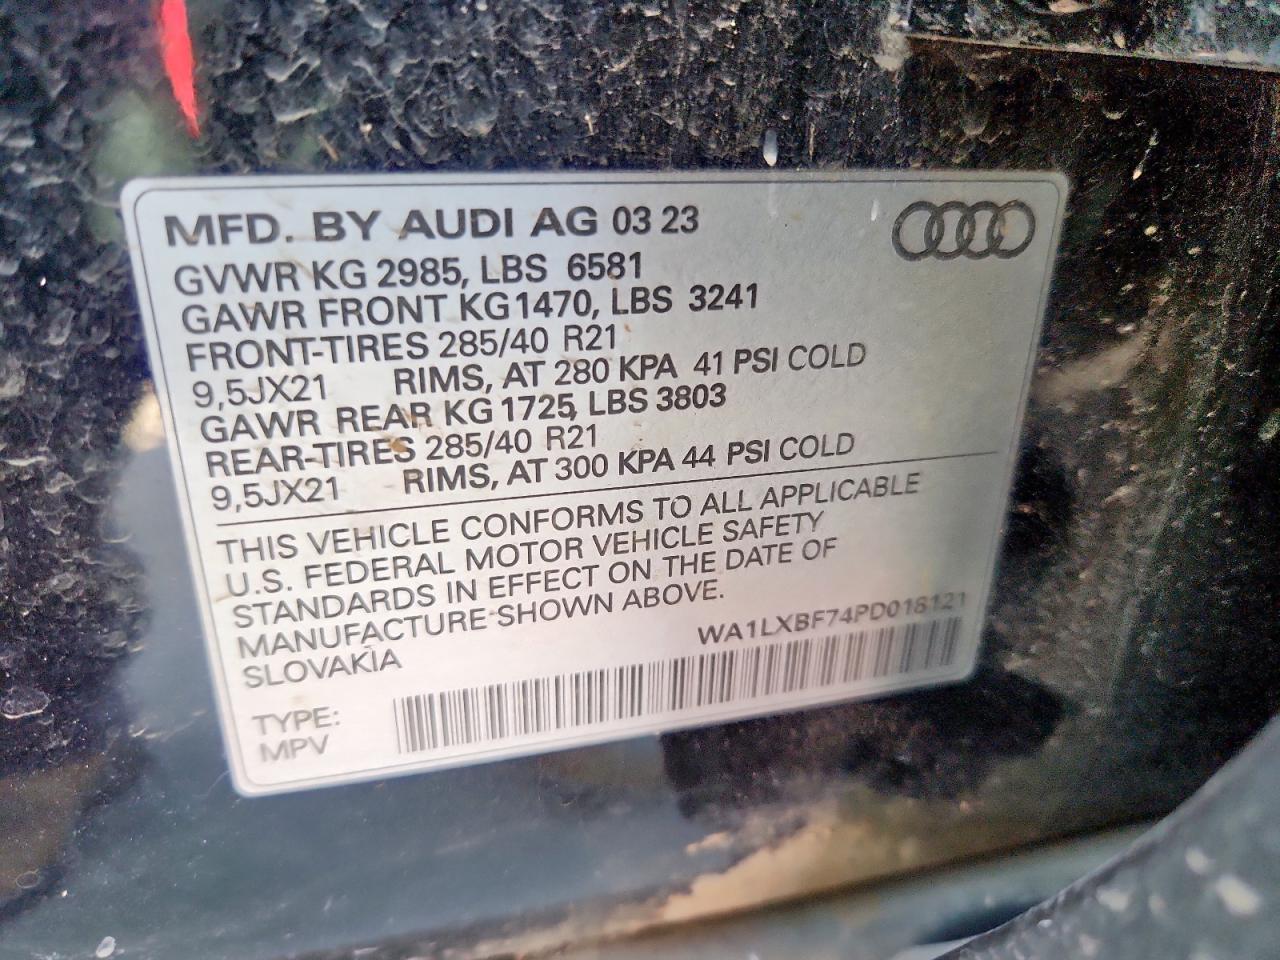 MFD. BY AUDI AG 03 23
GVWR KG 2985, LBS 6581
GAWR FRONT KG 1470, LBS 3241
FRONT-TIRES 285/40 R21
9,5JX21 RIMS, AT 280 KPA 41 PSI COLD
GAWR REAR KG 1725, LBS 3803
REAR-TIRES 285/40 R21
9,5JX21 RIMS, AT 300 KPA 44 PSI COLD
THIS VEHICLE CONFORMS TO ALL APPLICABLE
U.S. FEDERAL MOTOR VEHICLE SAFETY
STANDARDS IN EFFECT ON THE DATE OF
MANUFACTURE SHOWN ABOVE.
SLOVAKIA
WA1LXBF74PD018121
TYPE:
MPV